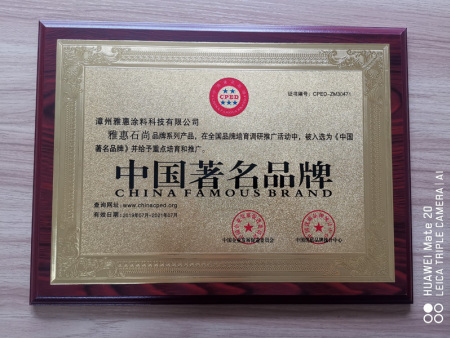 CPED
证书编号：CPED-ZM30471
漳州雅惠涂料科技有限公司
雅惠石尚品牌系列产品，在全国品牌培育调研推广活动中，被入选为《中国
著名品牌》并给予重点培育和推广。
中国著名品牌
CHINA FAMOUS BRAND
查询网址：www.chinacped.org
有效日期：2019年07月-2021年07月
HUAWEI Mate 20
LEICA TRIPLE CAMERA | AI